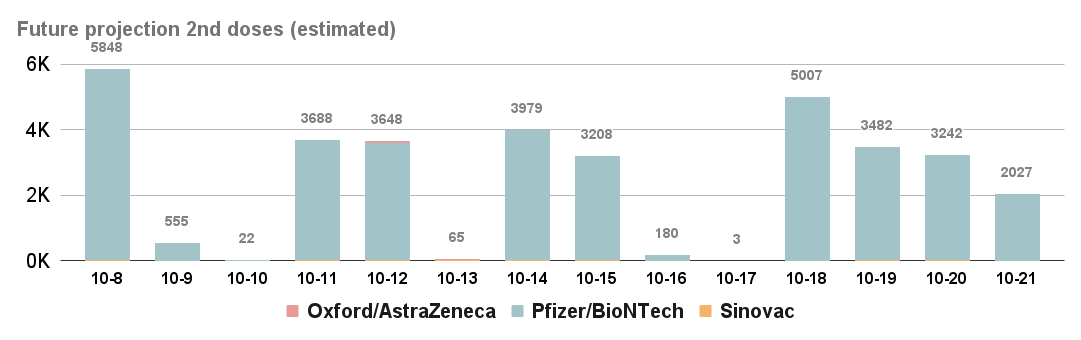 Future projection 2nd doses (estimated)
5848
6K
5007
3979
3688
3648
3482
4K
3208
3242
2027
2K
555
22
65
180
3
0K
10-8 10-9 10-10 10-11 10-12 10-13 10-14 10-15 10-16 10-17 10-18 10-19 10-20 10-21
Oxford/AstraZeneca Pfizer/BioNTech Sinovac